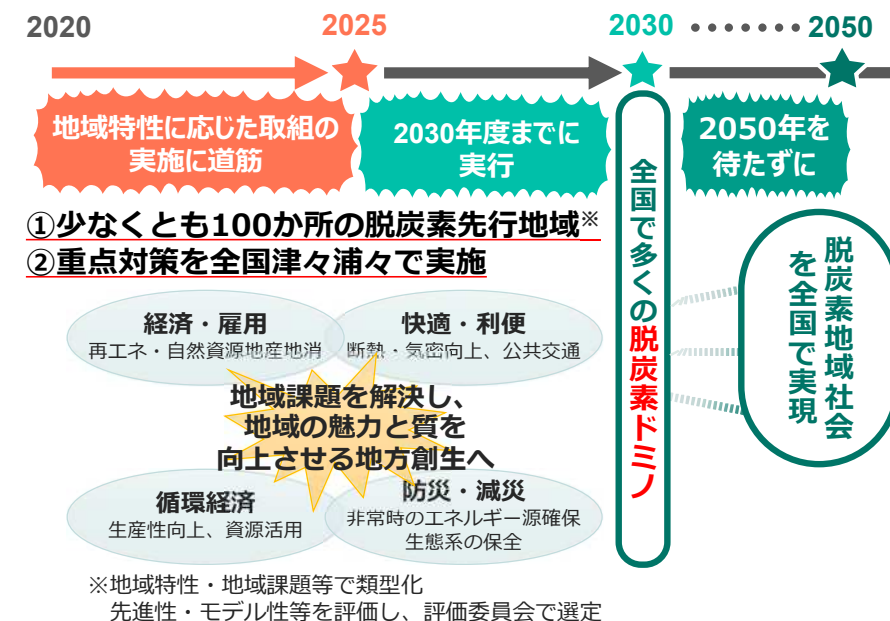 2020
2025
2030 ・・・・・・・ 2050
地域特性に応じた取組の
実施に道筋
2030年度までに
実行
2050年を
待たずに
①少なくとも100か所の脱炭素先行地域※
②重点対策を全国津々浦々で実施
経済・雇用
再エネ・自然資源地産地消
快適・利便
断熱・気密向上、公共交通
地域課題を解決し、
地域の魅力と質を
向上させる地方創生へ
循環経済
生産性向上、資源活用
防災・減災
非常時のエネルギー源確保
生態系の保全
※地域特性・地域課題等で類型化
先進性・モデル性等を評価し、評価委員会で選定
全国で多くの脱炭素ドミノ
脱炭素地域社会
を全国で実現